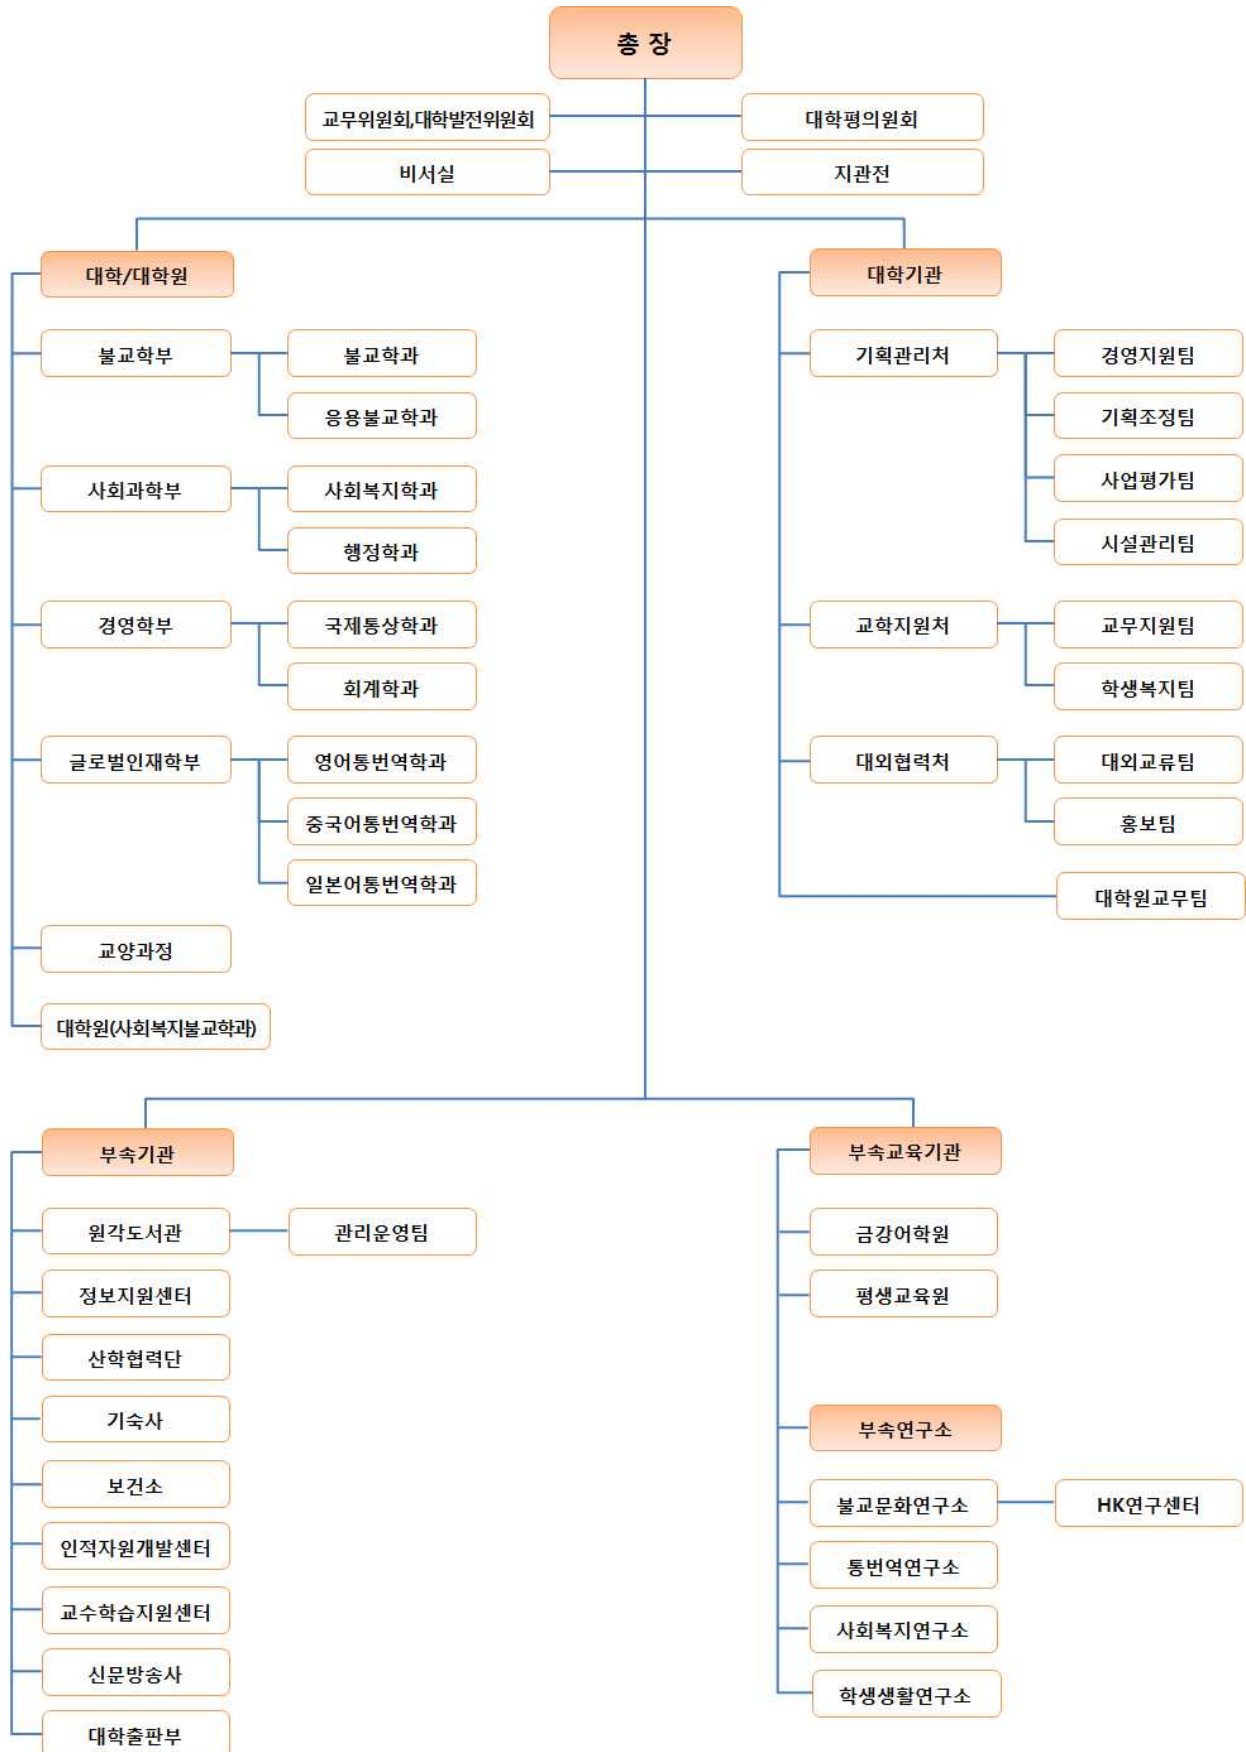 총 장
교무위원회,대학발전위원회
대학평의원회
비서실
지관전
대학/대학원
불교학부
불교학과
응용불교학과
사회과학부
사회복지학과
행정학과
경영학부
국제통상학과
회계학과
글로벌인재학부
영어통번역학과
중국어통번역학과
일본어통번역학과
교양과정
대학원(사회복지불교학과)
대학기관
기획관리처
경영지원팀
기획조정팀
사업평가팀
시설관리팀
교학지원처
교무지원팀
학생복지팀
대외협력처
대외교류팀
홍보팀
대학원교무팀
부속기관
원각도서관
관리운영팀
정보지원센터
산학협력단
기숙사
보건소
인적자원개발센터
교수학습지원센터
신문방송사
대학출판부
부속교육기관
금강어학원
평생교육원
부속연구소
불교문화연구소
HK연구센터
통번역연구소
사회복지연구소
학생생활연구소